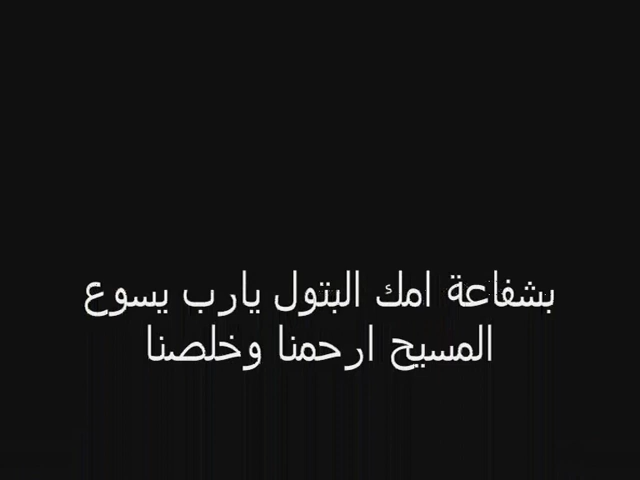 بشفاعة امك البتول يارب يسوع
المسيح ارحمنا وخلصنا